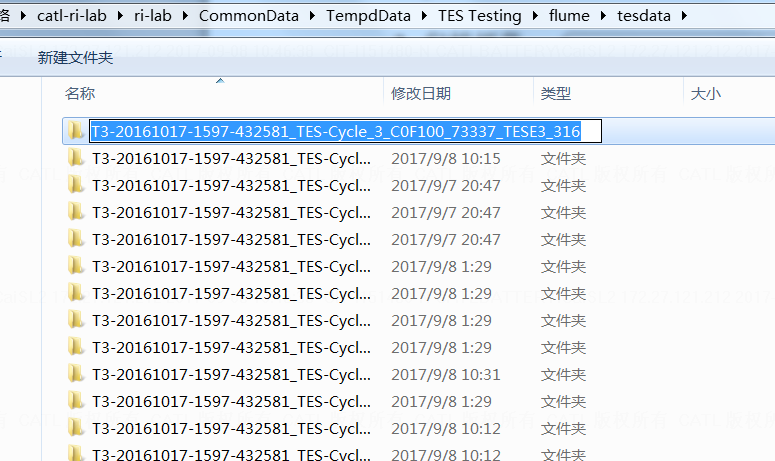 络 ▸ catl-ri-lab ▸ ri-lab ▸ CommonData ▸ TempdData ▸ TES Testing ▸ flume ▸ tesdata ▸
新建文件夹
名称 修改日期 类型 大小
T3-20161017-1597-432581_TES-Cycle_3_C0F100_73337_TESE3_316
T3-20161017-1597-432581_TES-Cycl... 2017/9/8 10:15 文件夹
T3-20161017-1597-432581_TES-Cycl... 2017/9/7 20:47 文件夹
T3-20161017-1597-432581_TES-Cycl... 2017/9/7 20:47 文件夹
T3-20161017-1597-432581_TES-Cycl... 2017/9/7 20:47 文件夹
T3-20161017-1597-432581_TES-Cycl... 2017/9/8 1:29 文件夹
T3-20161017-1597-432581_TES-Cycl... 2017/9/8 1:29 文件夹
T3-20161017-1597-432581_TES-Cycl... 2017/9/8 1:29 文件夹
T3-20161017-1597-432581_TES-Cycl... 2017/9/8 1:29 文件夹
T3-20161017-1597-432581_TES-Cycl... 2017/9/8 10:31 文件夹
T3-20161017-1597-432581_TES-Cycl... 2017/9/8 1:29 文件夹
T3-20161017-1597-432581_TES-Cycl... 2017/9/8 10:12 文件夹
T3-20161017-1597-432581_TES-Cycl... 2017/9/8 10:12 文件夹